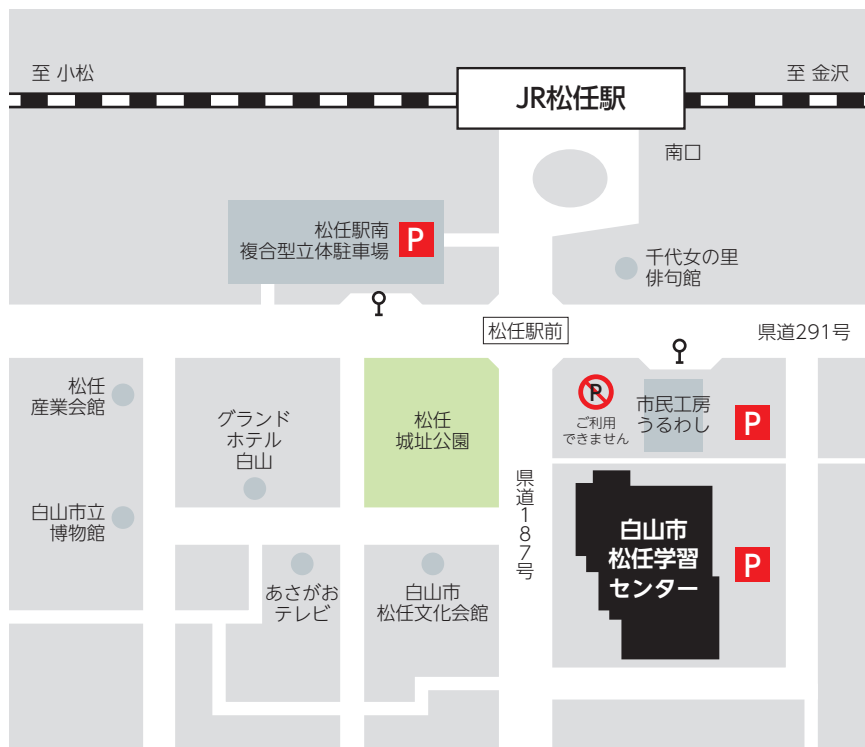 至 小松
JR松任駅
至 金沢
南口
松任駅南
複合型立体駐車場
P
千代女の里
俳句館
松任駅前
県道291号
松任
産業会館
グランド
ホテル
白山
松任
城址公園
P
ご利用
できません
市民工房
うるわし
P
白山市立
博物館
県道187号
白山市
松任学習
センター
P
あさがお
テレビ
白山市
松任文化会館